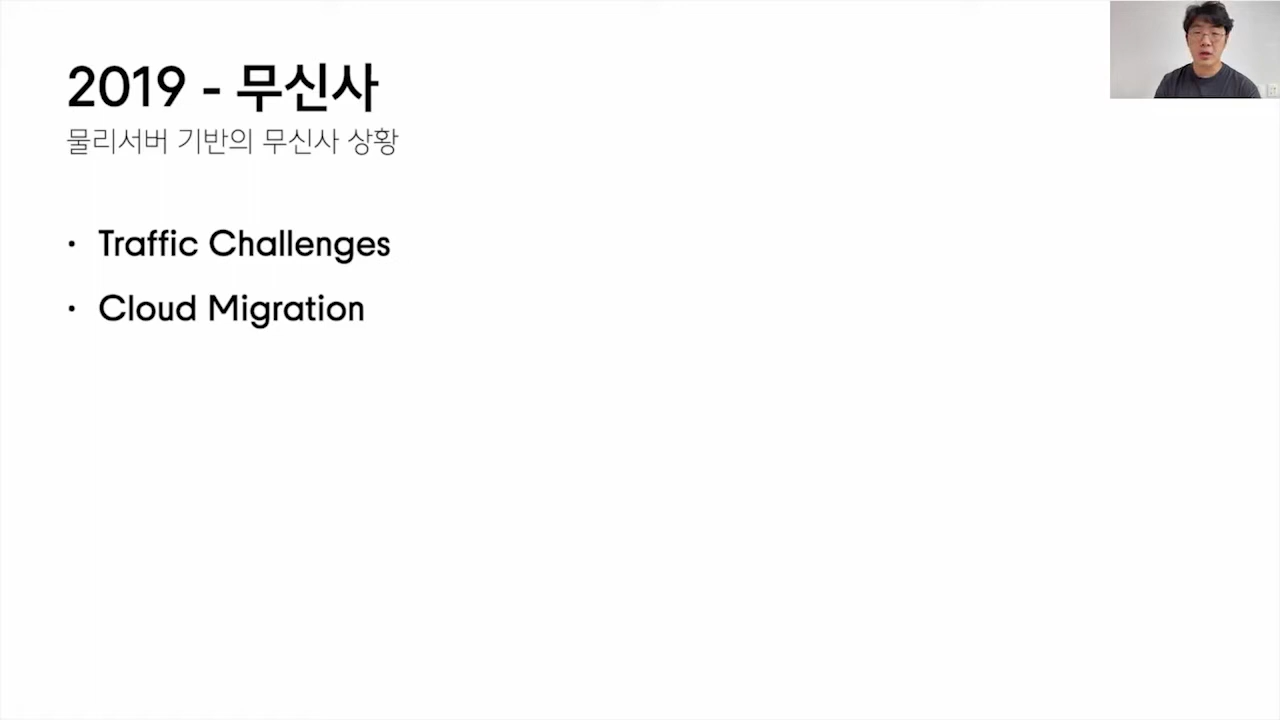 2019 - 무신사
물리서버 기반의 무신사 상황
• Traffic Challenges
• Cloud Migration